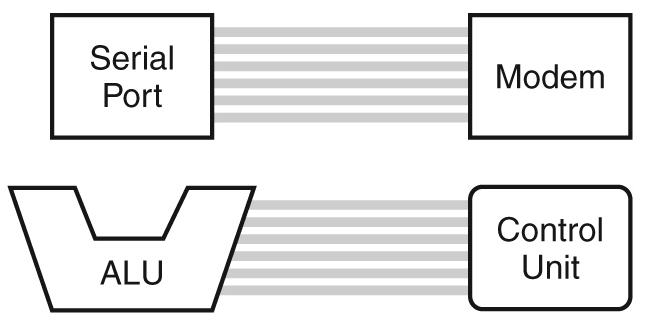 Serial
Port
Modem
ALU
Control
Unit